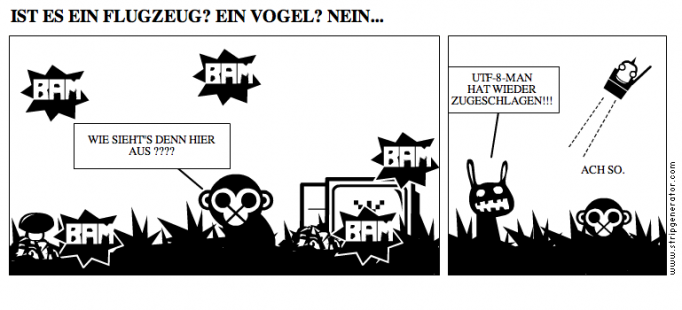 IST ES EIN FLUGZEUG? EIN VOGEL? NEIN...
BAM
BAM
WIE SIEHT'S DENN HIER
AUS ????
BAM
BAM
BAM
UTF-8-MAN
HAT WIEDER
ZUGESCHLAGEN!!!
ACH SO.
www.stripgenerator.com